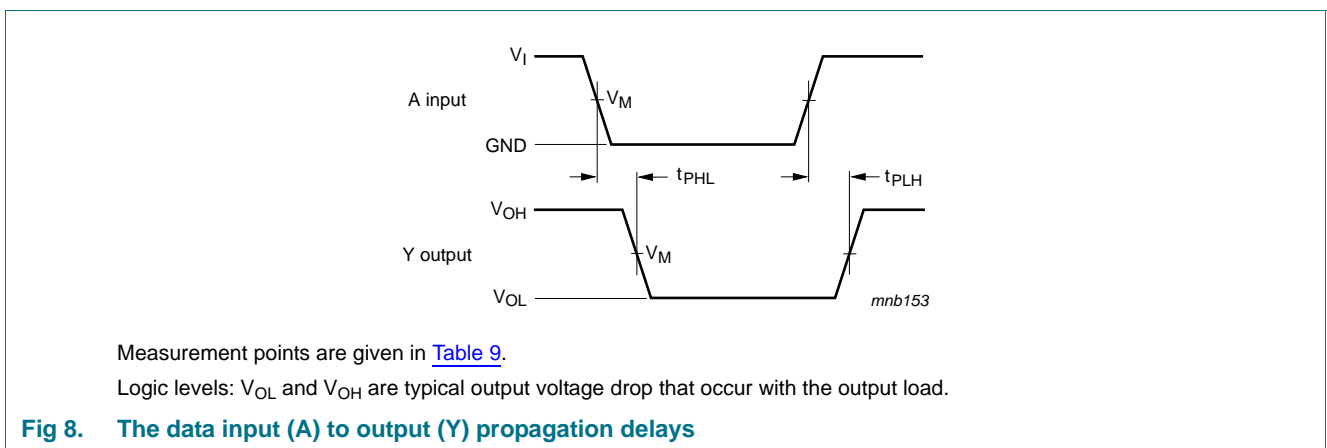 V_I
A input
V_M
GND
t_PHL
t_PLH
V_OH
Y output
V_M
V_OL
mnb153
Measurement points are given in Table 9.
Logic levels: V_OL and V_OH are typical output voltage drop that occur with the output load.
Fig 8. The data input (A) to output (Y) propagation delays